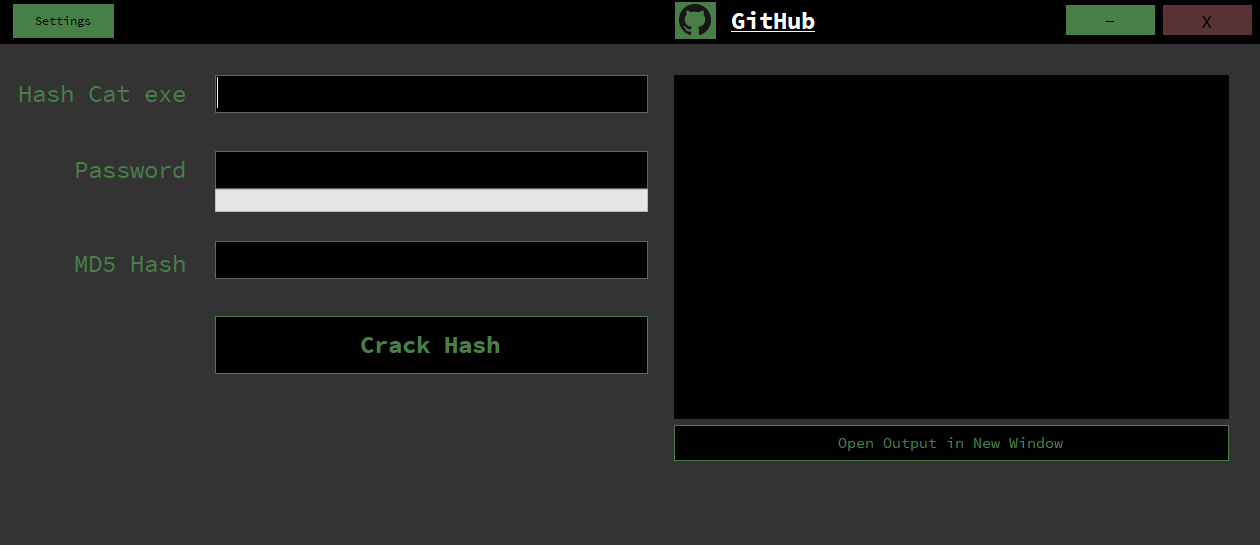 Settings
GitHub
–
X
Hash Cat exe
Password
MD5 Hash
Crack Hash
Open Output in New Window